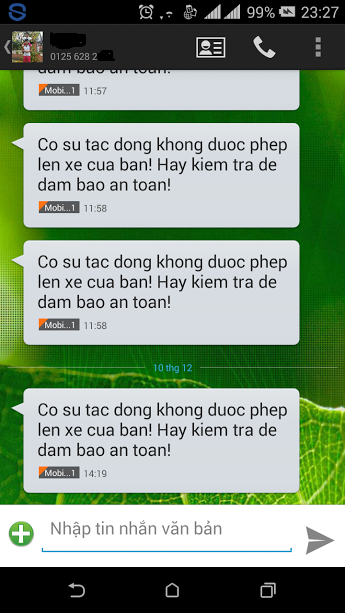 99% 23:27
0125 628 2
dam bao an toan!
Mobi...1 11:57
Co su tac dong khong duoc phep
len xe cua ban! Hay kiem tra de
dam bao an toan!
Mobi...1 11:58
Co su tac dong khong duoc phep
len xe cua ban! Hay kiem tra de
dam bao an toan!
Mobi...1 11:58
10 thg 12
Co su tac dong khong duoc phep
len xe cua ban! Hay kiem tra de
dam bao an toan!
Mobi...1 14:19
Nhập tin nhắn văn bản